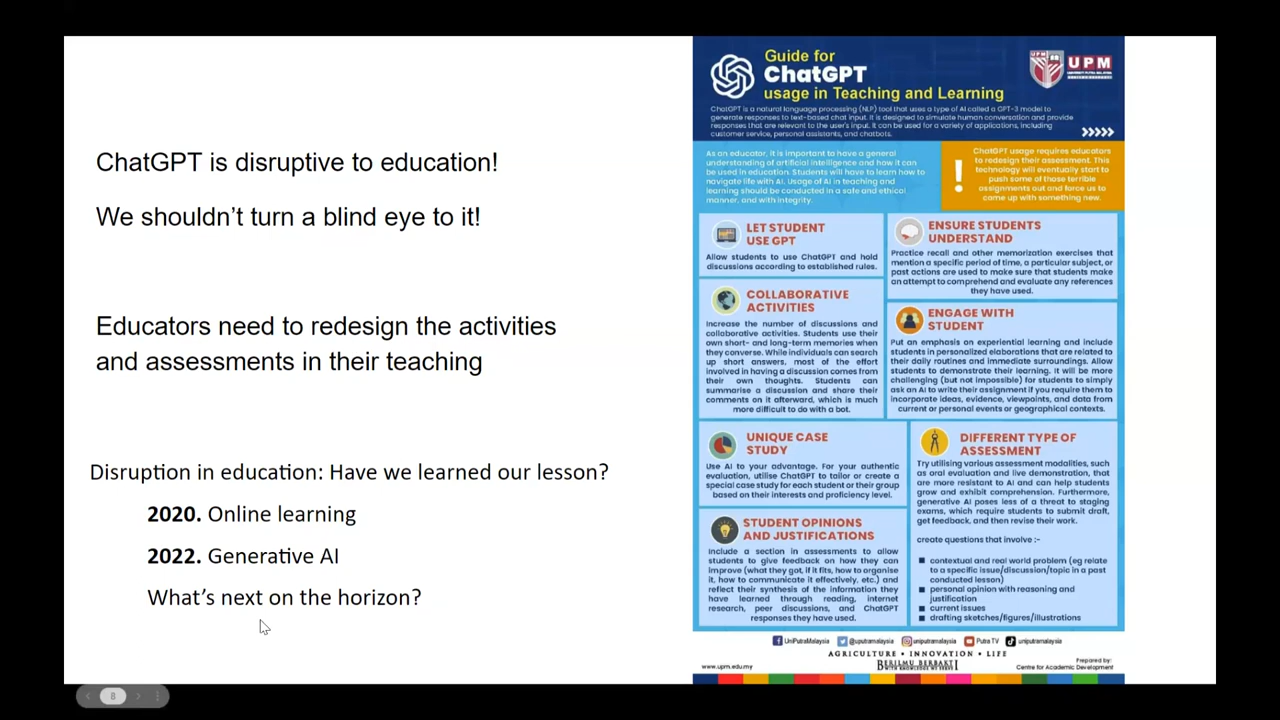 ChatGPT is disruptive to education!
We shouldn't turn a blind eye to it!
Educators need to redesign the activities
and assessments in their teaching
Disruption in education: Have we learned our lesson?
2020. Online learning
2022. Generative AI
What's next on the horizon?
8
Guide for
ChatGPT
usage in Teaching and Learning
UPM
UNIVERSITI PUTRA MALAYSIA
ChatGPT is a natural language processing (NLP) tool that uses a type of AI called a GPT-3 model to
generate responses to text-based chat input. It is designed to simulate human conversation and provide
responses that are relevant to the user's input. It can be used for a variety of applications, including
customer service, personal assistants, and chatbots.
As an educator, it is important to have a general
understanding of artificial intelligence and how it can
be used in education. Students will have to learn how to
navigate life with AI. Usage of AI in teaching and
learning should be conducted in a safe and ethical
manner, and with integrity.
!
ChatGPT usage requires educators
to redesign their assessment. This
technology will eventually start to
push some of those terrible
assignments out and force us to
come up with something new.
LET STUDENT
USE GPT
Allow students to use ChatGPT and hold
discussions according to established rules.
ENSURE STUDENTS
UNDERSTAND
Practice recall and other memorization exercises that
mention a specific period of time, a particular subject, or
past actions are used to make sure that students make
an attempt to comprehend and evaluate any references
they have used.
COLLABORATIVE
ACTIVITIES
Increase the number of discussions and
collaborative activities. Students use their
own short- and long-term memories when
they converse. While individuals can search
up short answers, most of the effort
involved in having a discussion comes from
their own thoughts. Students can
summarise a discussion and share their
comments on it afterward, which is much
more difficult to do with a bot.
ENGAGE WITH
STUDENT
Put an emphasis on experiential learning and include
students in personalized elaborations that are related to
their daily routines and immediate surroundings. Allow
students to demonstrate their learning. It will be more
challenging (but not impossible) for students to simply
ask an AI to write their assignment if you require them to
incorporate ideas, evidence, viewpoints, and data from
current or personal events or geographical contexts.
UNIQUE CASE
STUDY
Use AI to your advantage. For your authentic
evaluation, utilise ChatGPT to tailor or create a
special case study for each student or their group
based on their interests and proficiency level.
DIFFERENT TYPE OF
ASSESSMENT
Try utilising various assessment modalities, such
as oral evaluation and live demonstration, that
are more resistant to AI and can help students
grow and exhibit comprehension. Furthermore,
generative AI poses less of a threat to staging
exams, which require students to submit draft,
get feedback, and then revise their work.
create questions that involve :-
contextual and real world problem (eg relate
to a specific issue/discussion/topic in a past
conducted lesson)
personal opinion with reasoning and
justification
current issues
drafting sketches/figures/illustrations
STUDENT OPINIONS
AND JUSTIFICATIONS
Include a section in assessments to allow
students to give feedback on how they can
improve (what they got, if it fits, how to organise
it, how to communicate it effectively, etc.) and
reflect their synthesis of the information they
have learned through reading, internet
research, peer discussions, and ChatGPT
responses they have used.
UniPutraMalaysia @uputramalaysia uniputramalaysia Putra TV uniputramalaysia
AGRICULTURE • INNOVATION • LIFE
BERILMU BERBAKTI
WITH KNOWLEDGE WE SERVE
www.upm.edu.my
Prepared by:
Centre for Academic Development